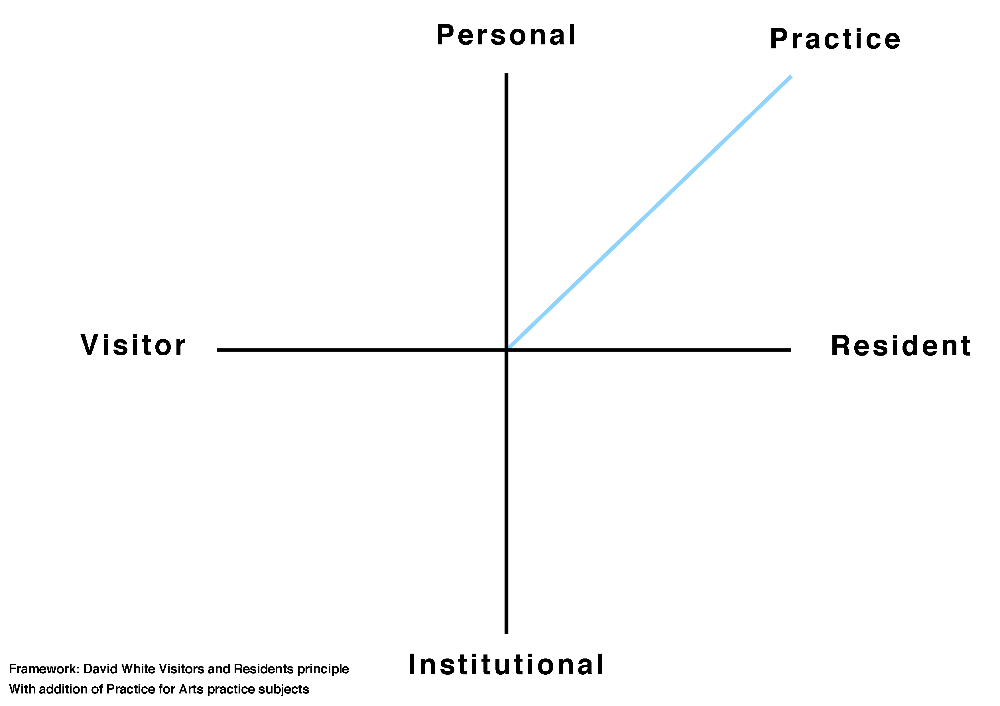 Personal
Practice
Visitor
Resident
Institutional
Framework: David White Visitors and Residents principle
With addition of Practice for Arts practice subjects